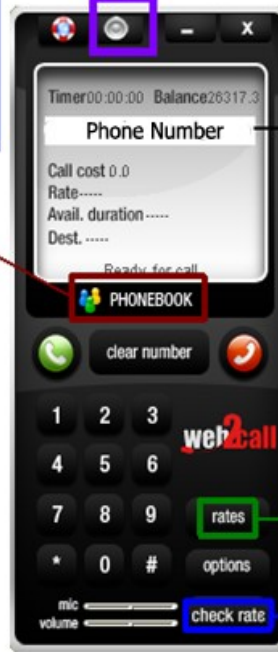 – x
Timer00:00:00 Balance26317.3
Phone Number
Call cost 0.0
Rate-----
Avail. duration -----
Dest. -----
Ready for call
PHONEBOOK
clear number
1 2 3
web2call
4 5 6
7 8 9 rates
* 0 # options
mic
volume check rate